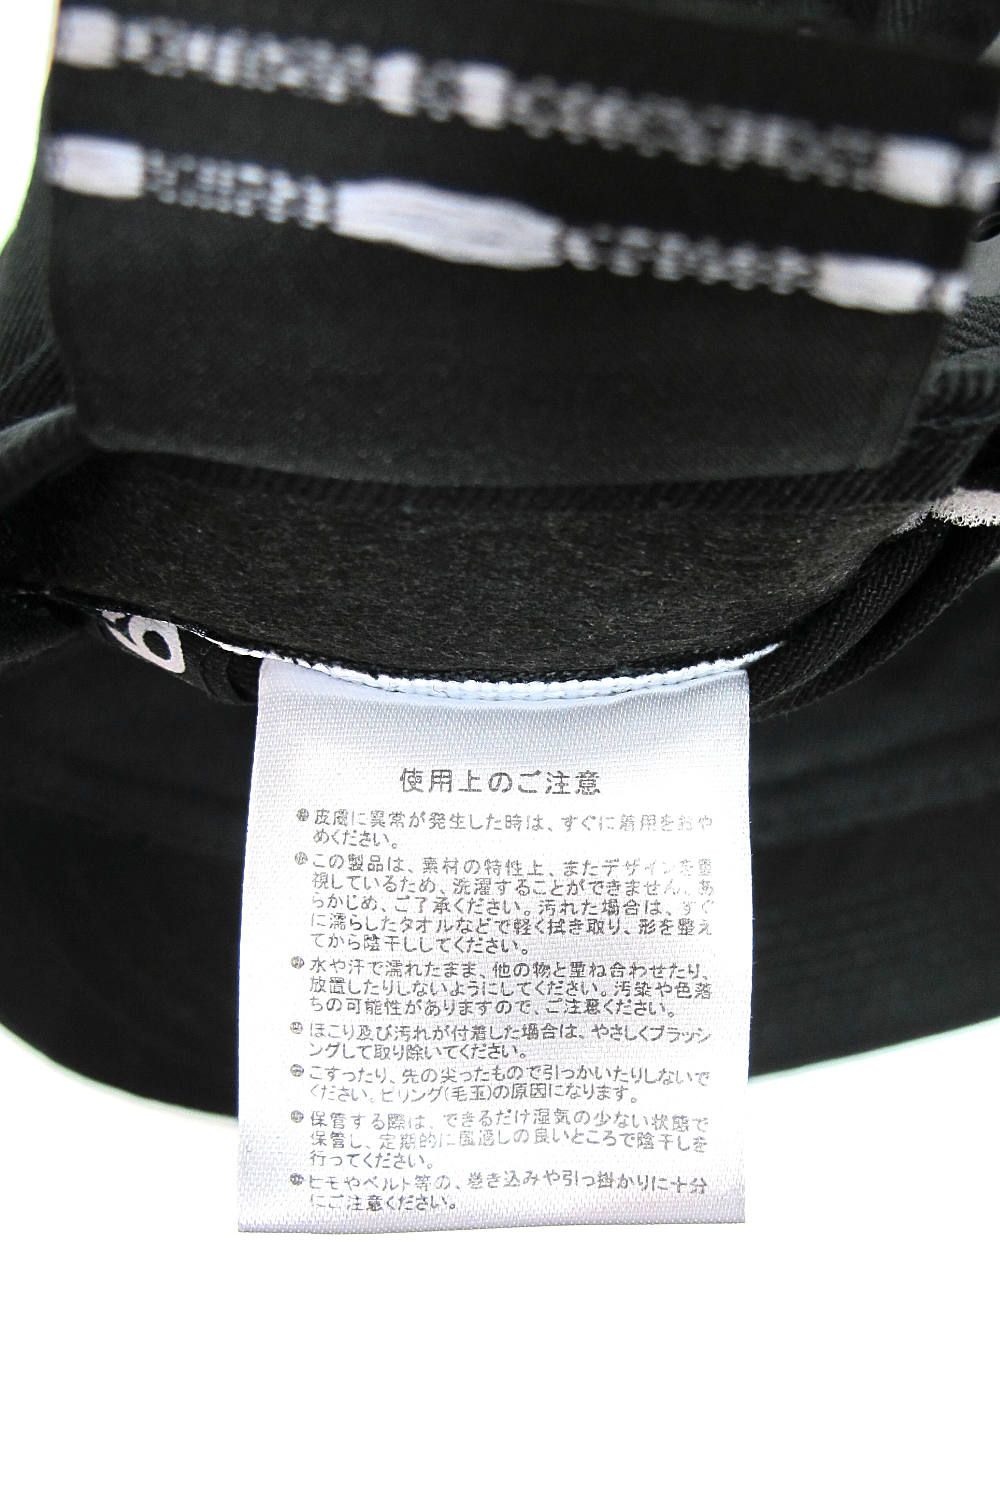 使用上のご注意
●皮膚に異常が発生した時は、すぐに着用をおや
めください。
●この製品は、素材の特性上、またデザインを重
視しているため、洗濯することができません。あ
らかじめ、ご了承ください。汚れた場合は、すぐ
に濡らしたタオルなどで軽く拭き取り、形を整え
てから陰干ししてください。
●水や汗で濡れたまま、他の物と重ね合わせたり、
放置したりしないようにしてください。汚染や色落
ちの可能性がありますので、ご注意ください。
●ほこり及び汚れが付着した場合は、やさしくブラッシ
ングして取り除いてください。
●こすったり、先の尖ったもので引っかいたりしないで
ください。ピリング(毛玉)の原因になります。
●保管する際は、できるだけ湿気の少ない状態で
保管し、定期的に風通しの良いところで陰干しを
行ってください。
●ヒモやベルト等の、巻き込みや引っ掛かりに十分
にご注意ください。